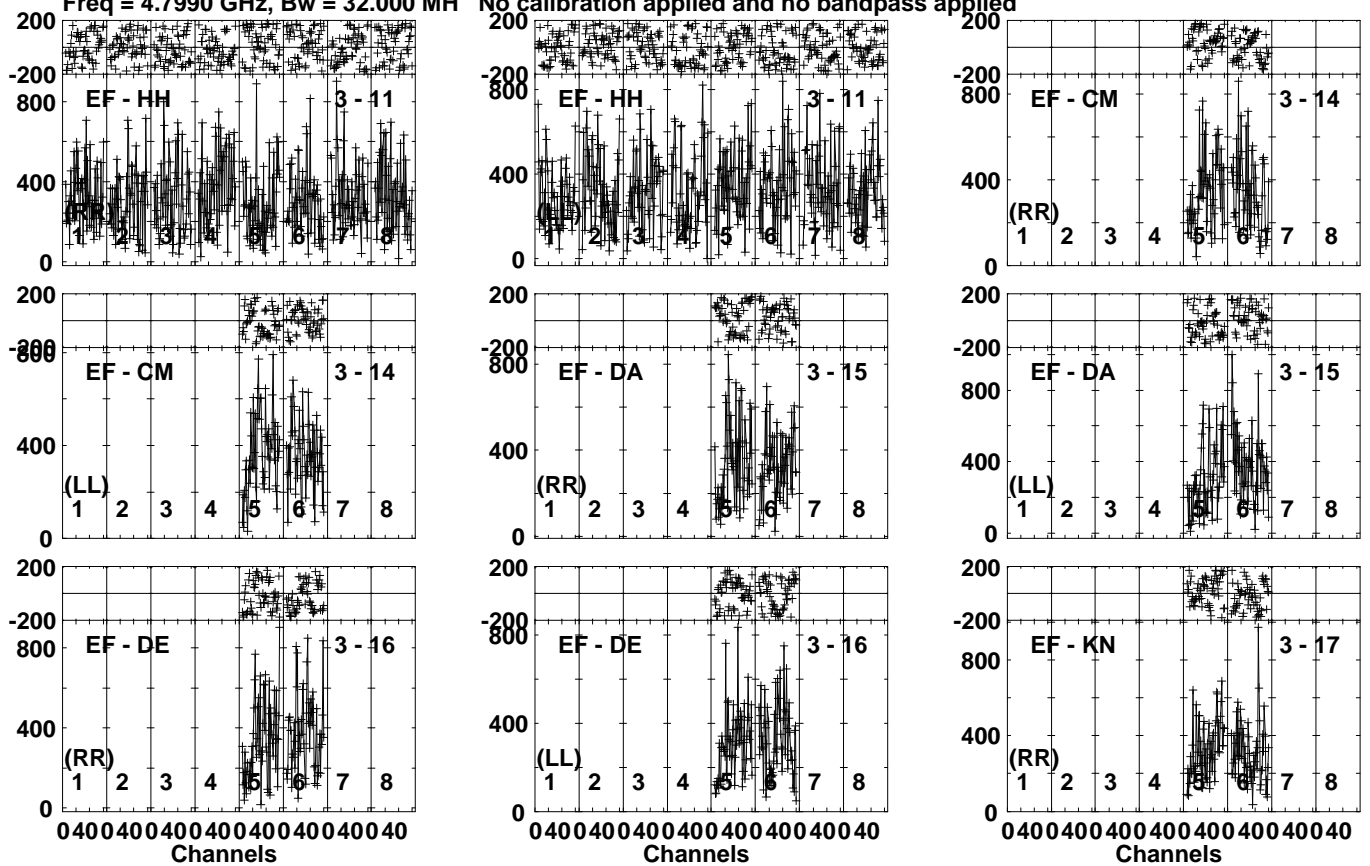 Freq = 4.7990 GHz, Bw = 32.000 MH No calibration applied and no bandpass applied
200 200 200
-200 -200 -200
EF - HH 3 - 11 EF - HH 3 - 11 EF - CM 3 - 14
800 800 800
400 400 400
(RR) (LL) (RR)
1 2 3 4 5 6 7 8 1 2 3 4 5 6 7 8 1 2 3 4 5 6 7 8
0 0 0
200 200 200
-200 -200 -200
800 800 800
EF - CM 3 - 14 EF - DA 3 - 15 EF - DA 3 - 15
400 400 400
(LL) (RR) (LL)
1 2 3 4 5 6 7 8 1 2 3 4 5 6 7 8 1 2 3 4 5 6 7 8
0 0 0
200 200 200
-200 -200 -200
EF - DE 3 - 16 EF - DE 3 - 16 EF - KN 3 - 17
800 800 800
400 400 400
(RR) (LL) (RR)
1 2 3 4 5 6 7 8 1 2 3 4 5 6 7 8 1 2 3 4 5 6 7 8
0 0 0
0 40 0 40 0 40 0 40 0 40 0 40 0 40 0 40 0 40 0 40 0 40 0 40 0 40 0 40 0 40 0 40 0 40 0 40 0 40 0 40 0 40 0 40 0 40 0 40
Channels Channels Channels